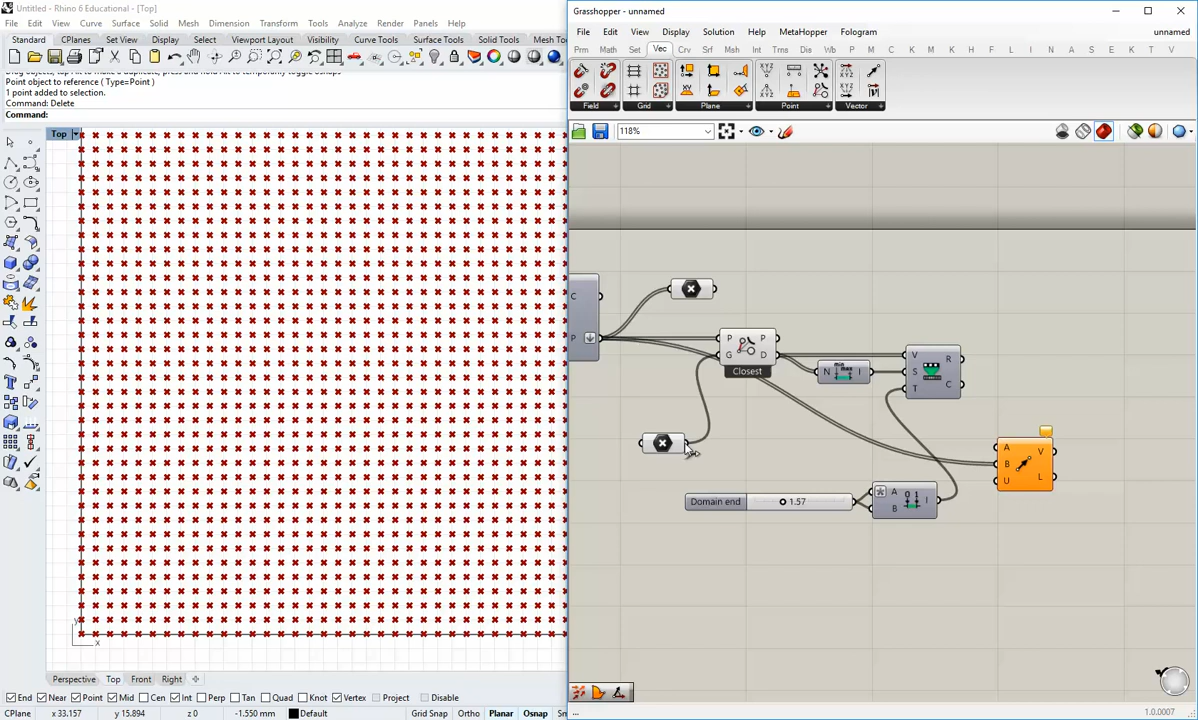 Untitled - Rhino 6 Educational - [Top]
File Edit View Curve Surface Solid Mesh Dimension Transform Tools Analyze Render Panels Help
Standard CPlanes Set View Display Select Viewport Layout Visibility Curve Tools Surface Tools Solid Tools Mesh To
Point object to reference ( Type=Point )
1 point added to selection.
Command: Delete
Command:
Top
y
x
Perspective Top Front Right
End Near Point Mid Cen Int Perp Tan Quad Knot Vertex Project Disable
CPlane x 33.157 y 15.894 z 0 -1.550 mm Default Grid Snap Ortho Planar Osnap
Grasshopper - unnamed
File Edit View Display Solution Help MetaHopper Fologram unnamed
Prm Math Set Vec Crv Srf Msh Int Trns Dis Wb P L K M H E H D K K L V N
Field Grid Plane Point Vector
118%
C
P
P P
G D
Closest
N min max I
V R
S
T C
A V
B
U L
Domain end 1.57
A 0 1 I
B
... 1.0.0007